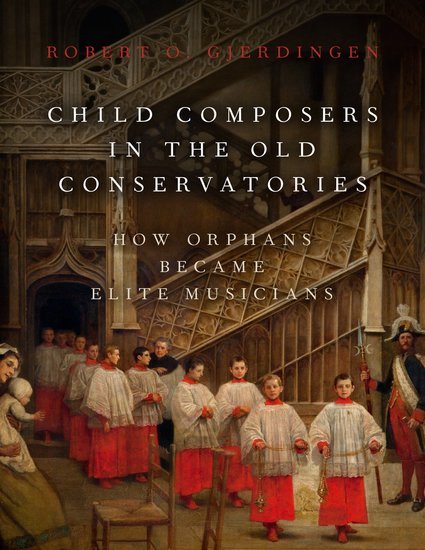 ROBERT O. GJERDINGEN
CHILD COMPOSERS
IN THE OLD
CONSERVATORIES
HOW ORPHANS
BECAME
ELITE MUSICIANS